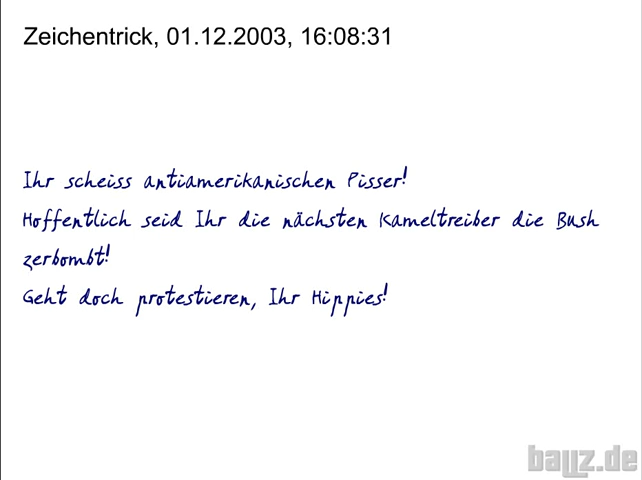 Zeichentrick, 01.12.2003, 16:08:31
Ihr scheiss antiamerikanischen Pisser!
Hoffentlich seid Ihr die nächsten Kameltreiber die Bush
zerbombt!
Geht doch protestieren, Ihr Hippies!
ballz.de